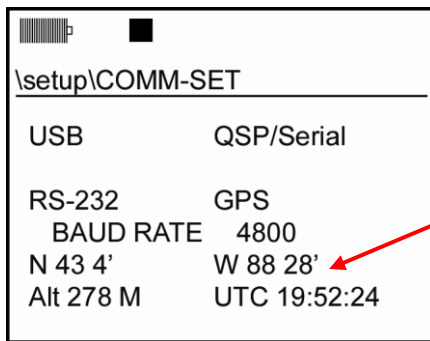 \setup\COMM-SET
USB QSP/Serial
RS-232 GPS
BAUD RATE 4800
N 43 4' W 88 28'
Alt 278 M UTC 19:52:24